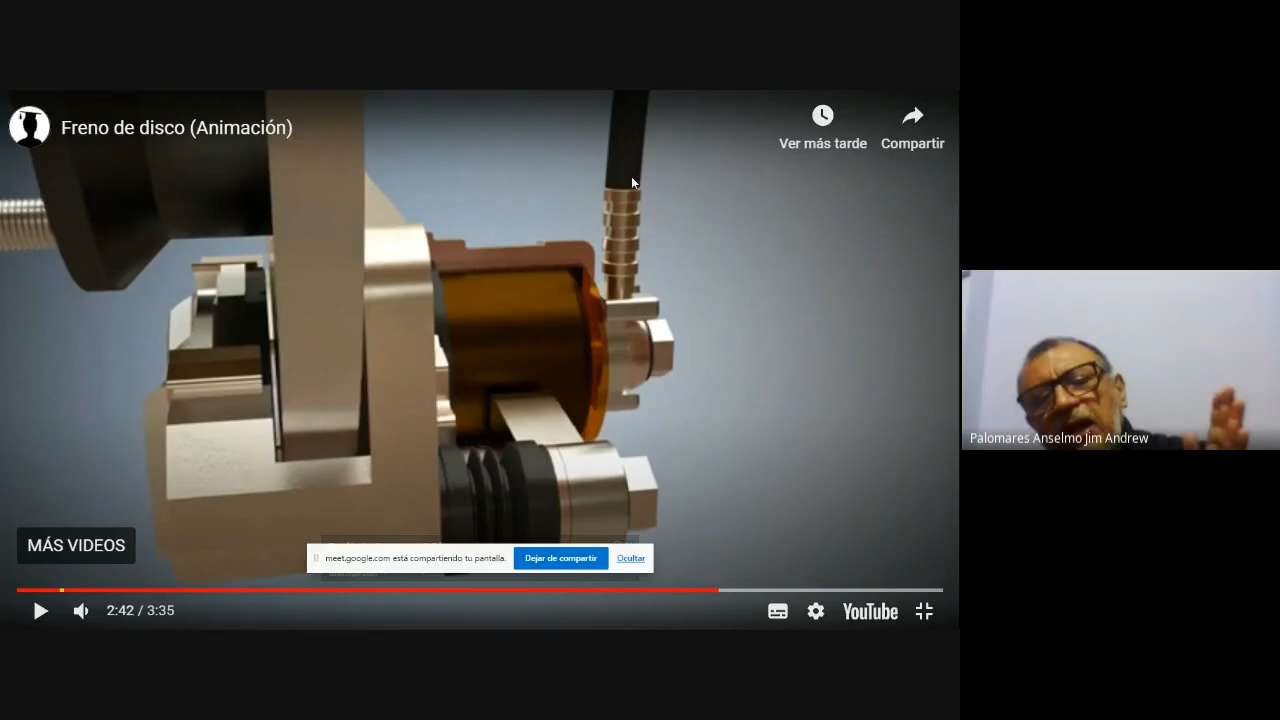 Freno de disco (Animación)
Ver más tarde
Compartir
Palomares Anselmo Jim Andrew
MÁS VIDEOS
meet.google.com está compartiendo tu pantalla.
Dejar de compartir
Ocultar
2:42 / 3:35
YouTube